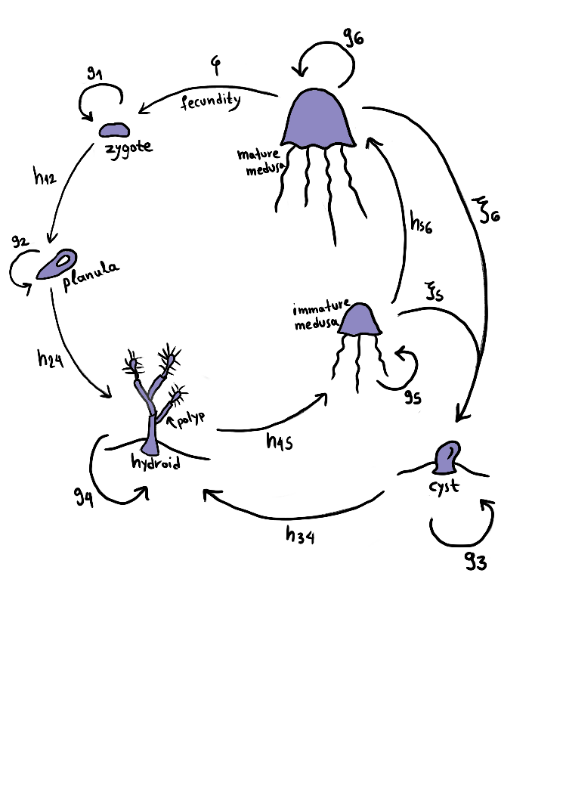 g6
φ
fecundity
g1
zygote
mature
medusa
h12
ξ6
h56
g2
planula
ξ5
immature
medusa
h24
g5
polyp
h45
hydroid
g4
cyst
h34
g3